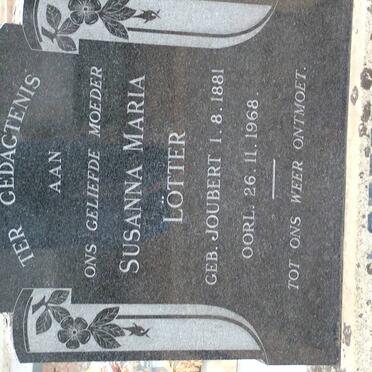 TER GEDAGTENIS
AAN
ONS GELIEFDE MOEDER
SUSANNA MARIA
LÖTTER
GEB. JOUBERT 1.8.1881
OORL. 26.11.1968.
TOT ONS WEER ONTMOET.